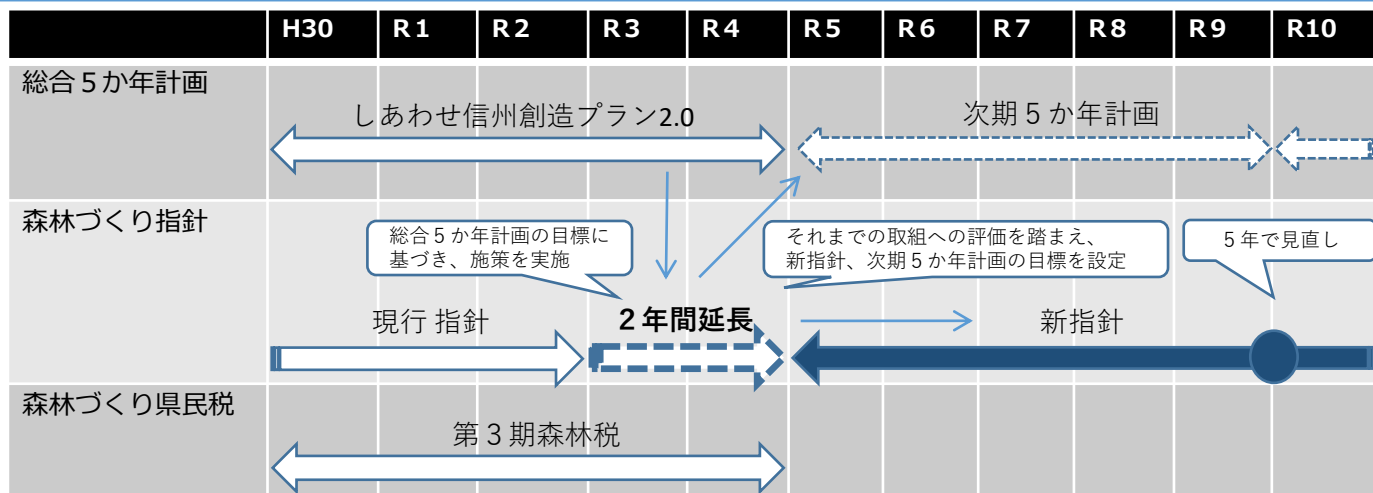 H30 R1 R2 R3 R4 R5 R6 R7 R8 R9 R10
総合５か年計画
しあわせ信州創造プラン2.0
次期５か年計画
森林づくり指針
総合５か年計画の目標に
基づき、施策を実施
それまでの取組への評価を踏まえ、
新指針、次期５か年計画の目標を設定
５年で見直し
現行 指針
２年間延長
新指針
森林づくり県民税
第３期森林税